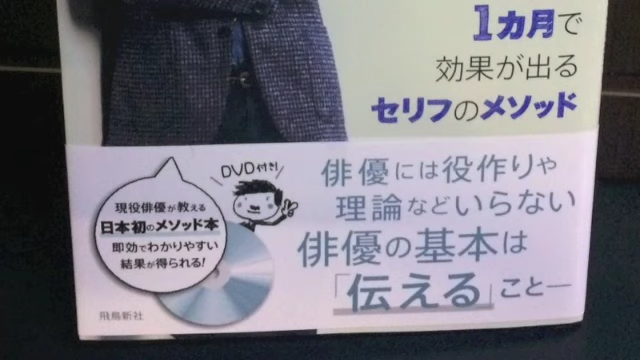 1カ月で
効果が出る
セリフのメソッド
DVD付き!
現役俳優が教える
日本初のメソッド本
即効でわかりやすい
結果が得られる!
俳優には役作りや
理論などいらない
俳優の基本は
「伝える」こと―
飛鳥新社